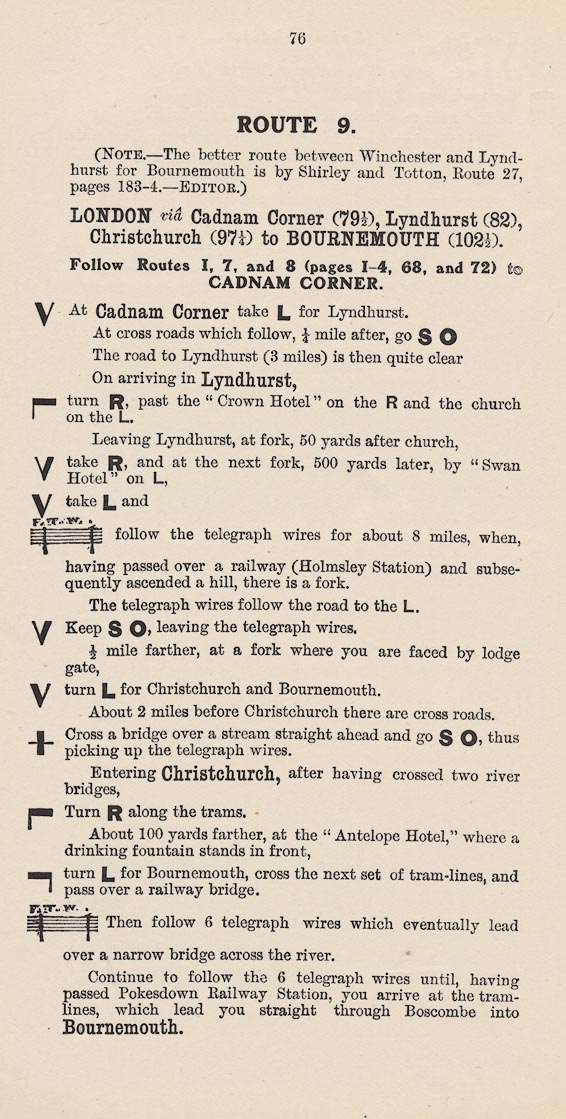 76
ROUTE 9.
(NOTE.—The better route between Winchester and Lynd-
hurst for Bournemouth is by Shirley and Totton, Route 27,
pages 183-4.—EDITOR.)
LONDON viâ Cadnam Corner (79½), Lyndhurst (82),
Christchurch (97½) to BOURNEMOUTH (102½).
Follow Routes I, 7, and 8 (pages I-4, 68, and 72) to
CADNAM CORNER.
V At Cadnam Corner take L for Lyndhurst.
At cross roads which follow, ¼ mile after, go S O
The road to Lyndhurst (3 miles) is then quite clear
On arriving in Lyndhurst,
turn R, past the "Crown Hotel" on the R and the church
on the L.
Leaving Lyndhurst, at fork, 50 yards after church,
V take R, and at the next fork, 500 yards later, by "Swan
Hotel" on L,
V take L and
F.T.W.
follow the telegraph wires for about 8 miles, when,
having passed over a railway (Holmsley Station) and subse-
quently ascended a hill, there is a fork.
The telegraph wires follow the road to the L.
V Keep S O, leaving the telegraph wires.
½ mile farther, at a fork where you are faced by lodge
gate,
V turn L for Christchurch and Bournemouth.
About 2 miles before Christchurch there are cross roads.
Cross a bridge over a stream straight ahead and go S O, thus
picking up the telegraph wires.
Entering Christchurch, after having crossed two river
bridges,
Turn R along the trams.
About 100 yards farther, at the "Antelope Hotel," where a
drinking fountain stands in front,
turn L for Bournemouth, cross the next set of tram-lines, and
pass over a railway bridge.
F.T.W.
Then follow 6 telegraph wires which eventually lead
over a narrow bridge across the river.
Continue to follow the 6 telegraph wires until, having
passed Pokesdown Railway Station, you arrive at the tram-
lines, which lead you straight through Boscombe into
Bournemouth.